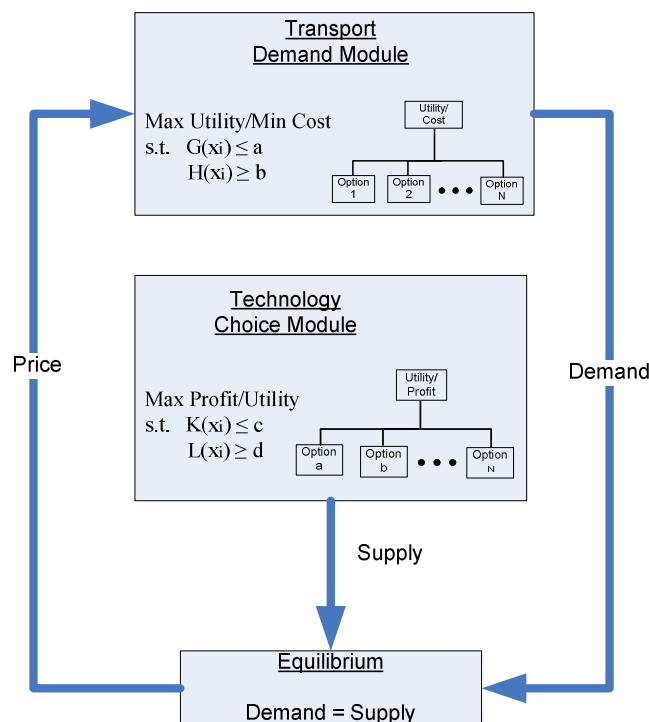 Transport
Demand Module
Max Utility/Min Cost
s.t. G(xi) ≤ a
H(xi) ≥ b
Utility/
Cost
Option
1
Option
2
Option
N
Technology
Choice Module
Max Profit/Utility
s.t. K(xi) ≤ c
L(xi) ≥ d
Utility/
Profit
Option
a
Option
b
Option
N
Price
Demand
Supply
Equilibrium
Demand = Supply